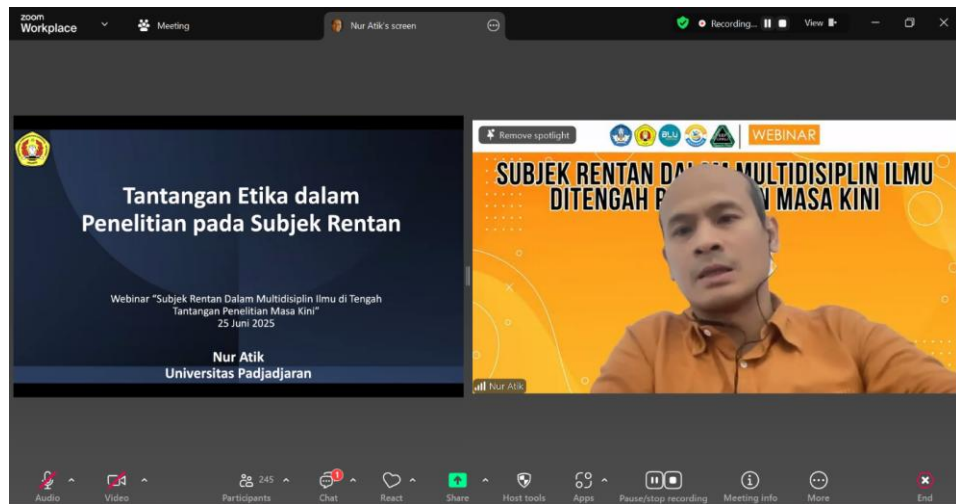 zoom
Workplace
Meeting
Nur Atik's screen
Recording...
View
Tantangan Etika dalam
Penelitian pada Subjek Rentan
Webinar "Subjek Rentan Dalam Multidisiplin Ilmu di Tengah
Tantangan Penelitian Masa Kini"
25 Juni 2025
Nur Atik
Universitas Padjadjaran
Remove spotlight
BLU
WEBINAR
SUBJEK RENTAN MULTIDISIPLIN ILMU
DITENGAH MASA KINI
Nur Atik
Audio
Video
245
Participants
1
Chat
React
Share
Host tools
Apps
Pause/stop recording
Meeting info
More
End